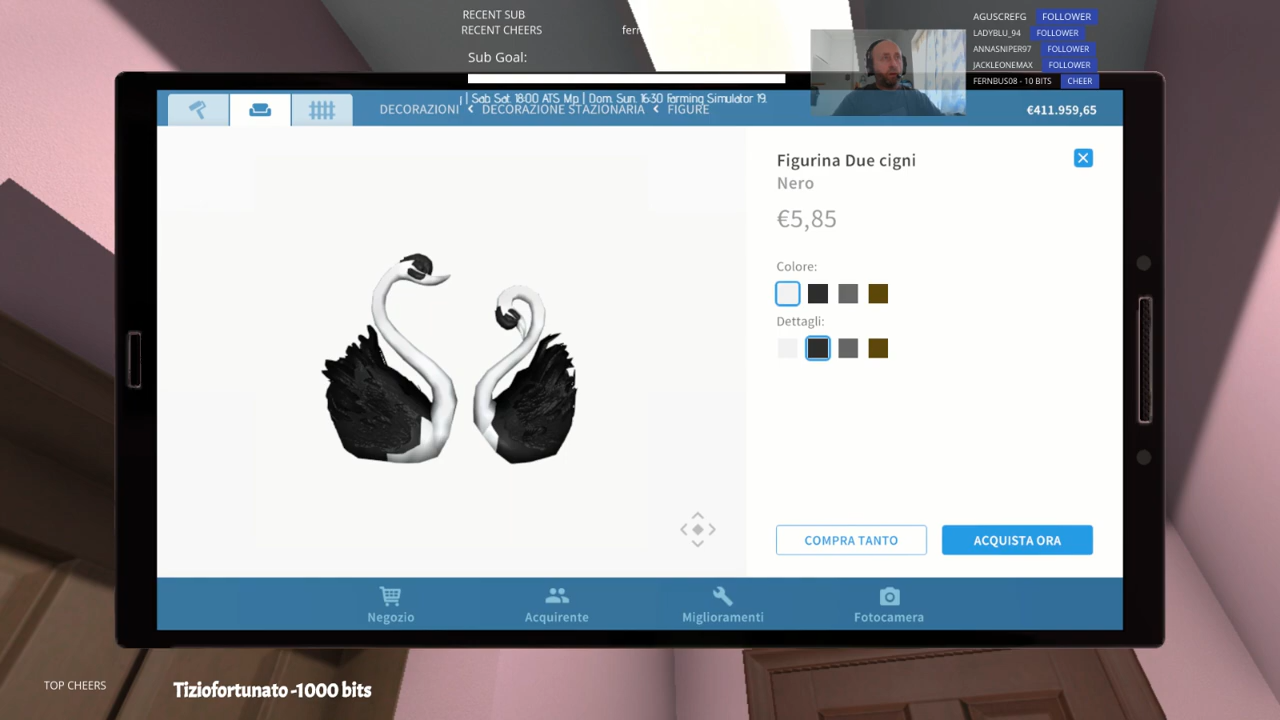 RECENT SUB
RECENT CHEERS
Sub Goal:
AGUSCREFG FOLLOWER
LADYBLU_94 FOLLOWER
ANNASNIPER97 FOLLOWER
JACKLEONEMAX FOLLOWER
FERNBUS08 - 10 BITS CHEER
| Sab. Sat. 18:00 ATS Mp | Dom. Sun. 16:30 Farming Simulator 19.
DECORAZIONI < DECORAZIONE STAZIONARIA < FIGURE
€411.959,65
Figurina Due cigni
Nero
€5,85
Colore:
Dettagli:
COMPRA TANTO
ACQUISTA ORA
Negozio
Acquirente
Miglioramenti
Fotocamera
TOP CHEERS
Tiziofortunato -1000 bits